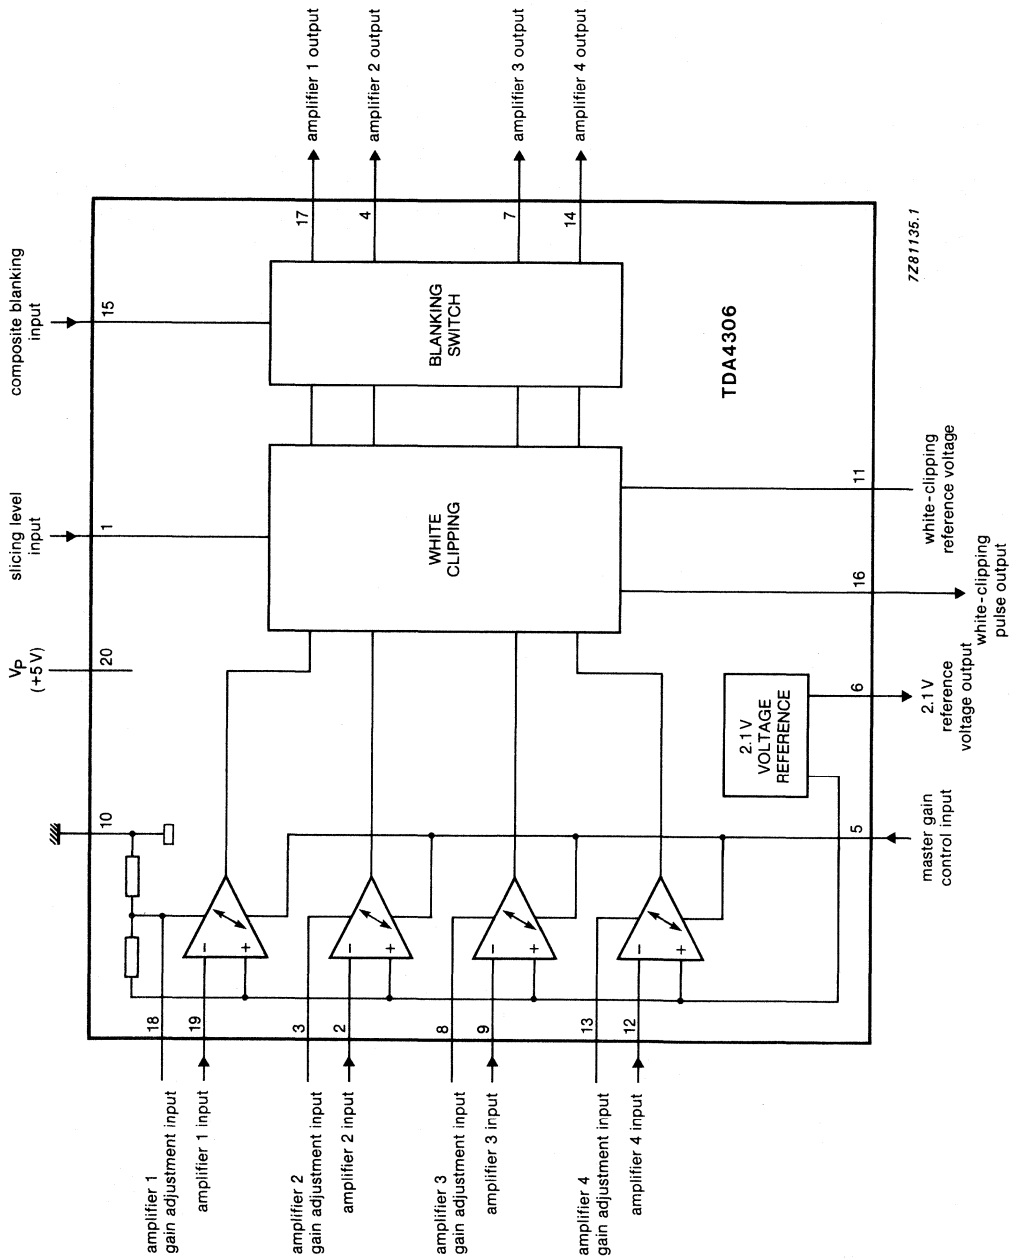 composite blanking
input
15
slicing level
input
1
VP
(+5 V)
20
10
amplifier 1 output
17
amplifier 2 output
4
amplifier 3 output
7
amplifier 4 output
14
BLANKING
SWITCH
WHITE
CLIPPING
TDA4306
7Z81135.1
11
white-clipping
reference voltage
16
white-clipping
pulse output
2.1 V
VOLTAGE
REFERENCE
6
2.1 V
reference
voltage output
5
master gain
control input
−
+
−
+
−
+
−
+
18
amplifier 1
gain adjustment input
19
amplifier 1 input
3
amplifier 2
gain adjustment input
2
amplifier 2 input
8
amplifier 3
gain adjustment input
9
amplifier 3 input
13
amplifier 4
gain adjustment input
12
amplifier 4 input